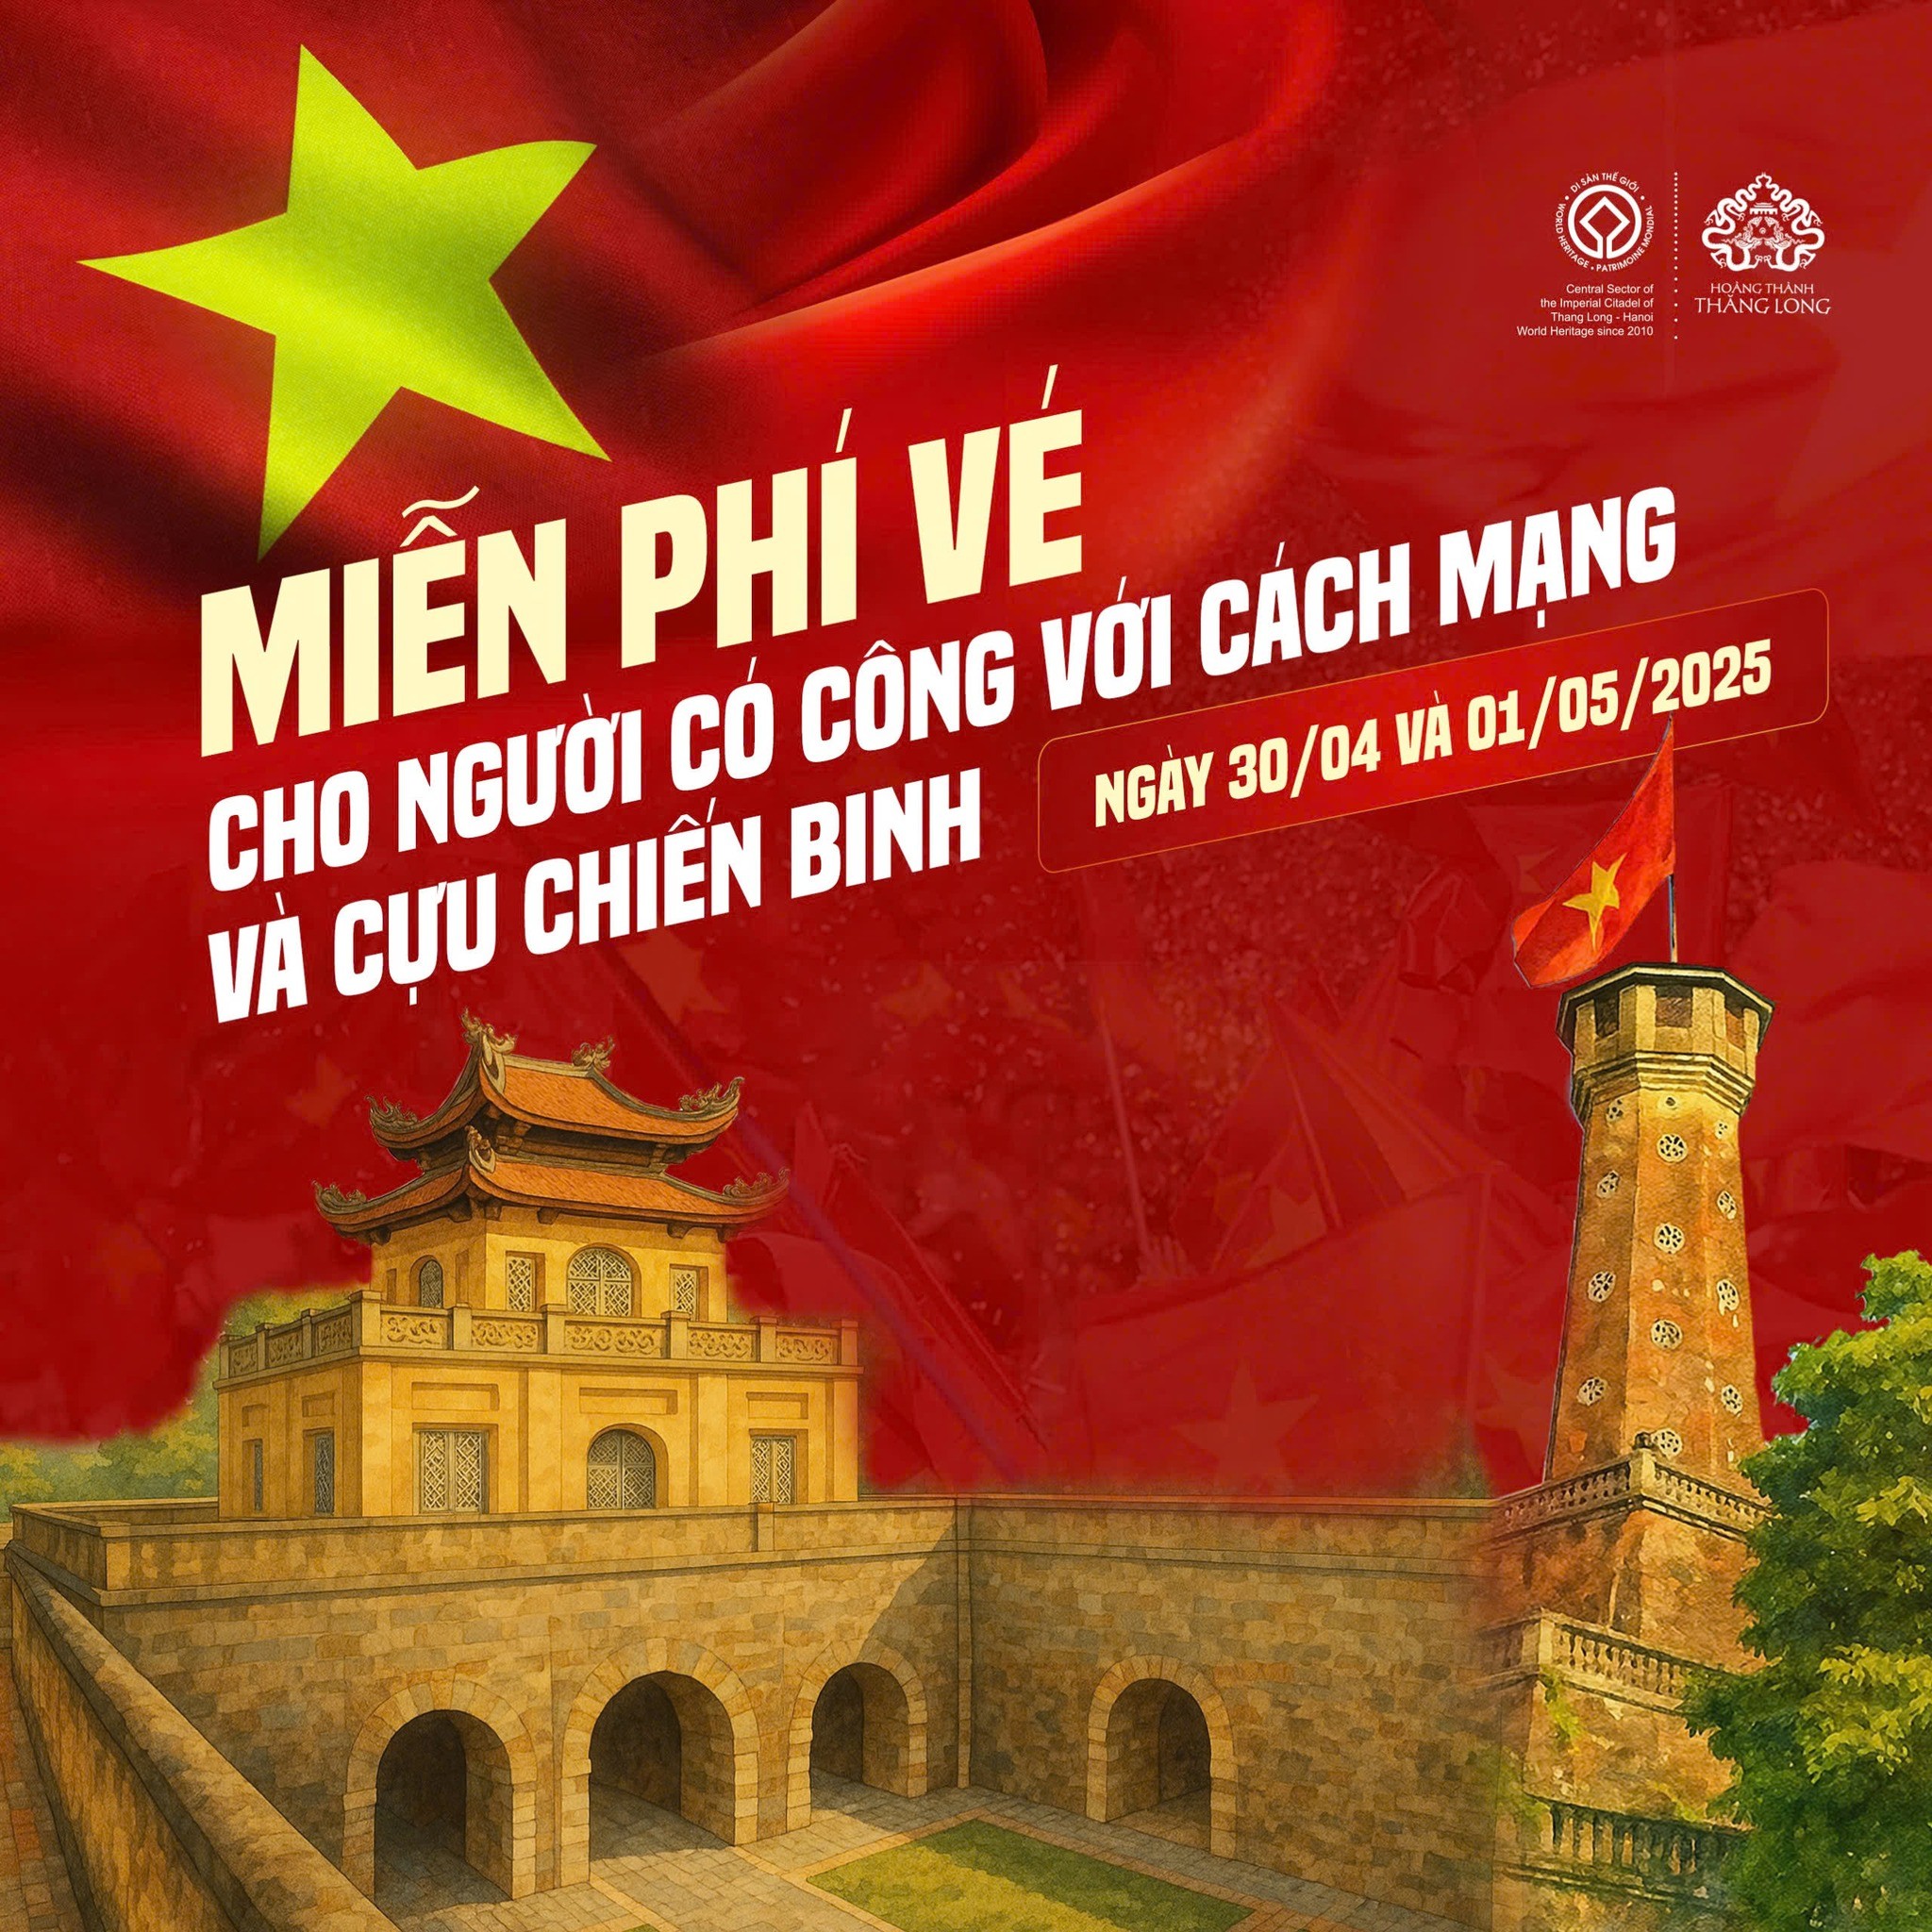 DI SẢN THẾ GIỚI • WORLD HERITAGE • PATRIMOINE MONDIAL •
Central Sector of
the Imperial Citadel of
Thang Long - Hanoi
World Heritage since 2010
HOÀNG THÀNH
THĂNG LONG
MIỄN PHÍ VÉ
CHO NGƯỜI CÓ CÔNG VỚI CÁCH MẠNG
VÀ CỰU CHIẾN BINH
NGÀY 30/04 VÀ 01/05/2025